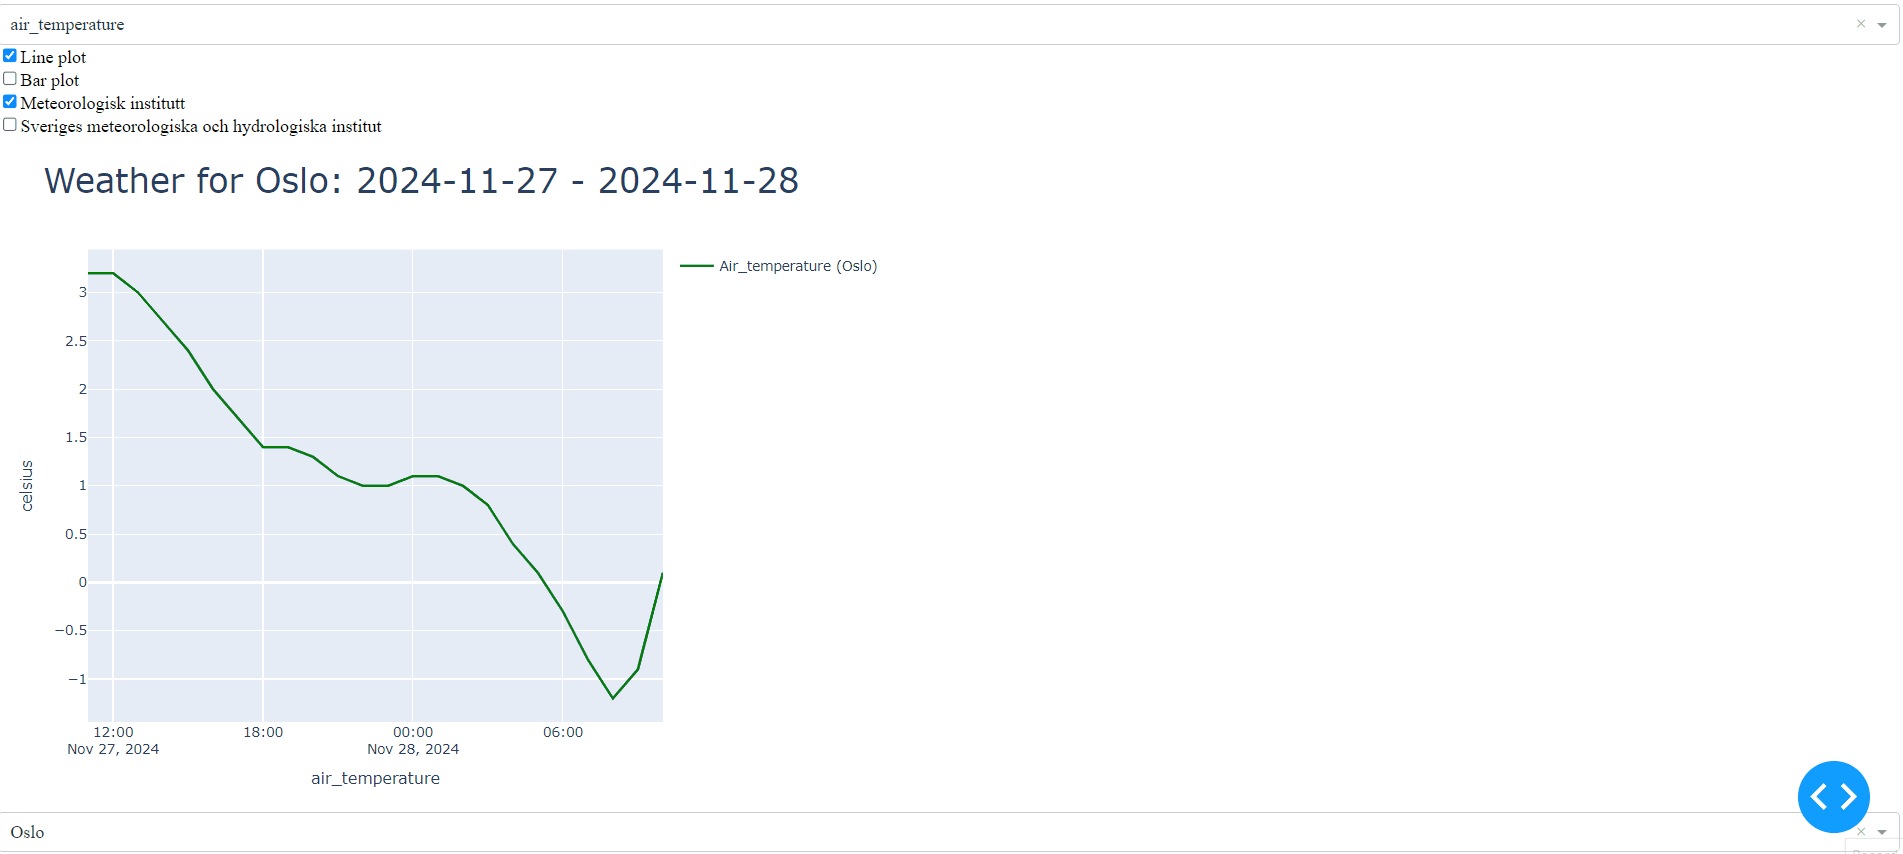 air_temperature
Line plot
Bar plot
Meteorologisk institutt
Sveriges meteorologiska och hydrologiska institut
Weather for Oslo: 2024-11-27 - 2024-11-28
Air_temperature (Oslo)
3
2.5
2
1.5
1
0.5
0
−0.5
−1
celsius
12:00 18:00 00:00 06:00
Nov 27, 2024 Nov 28, 2024
air_temperature
Oslo